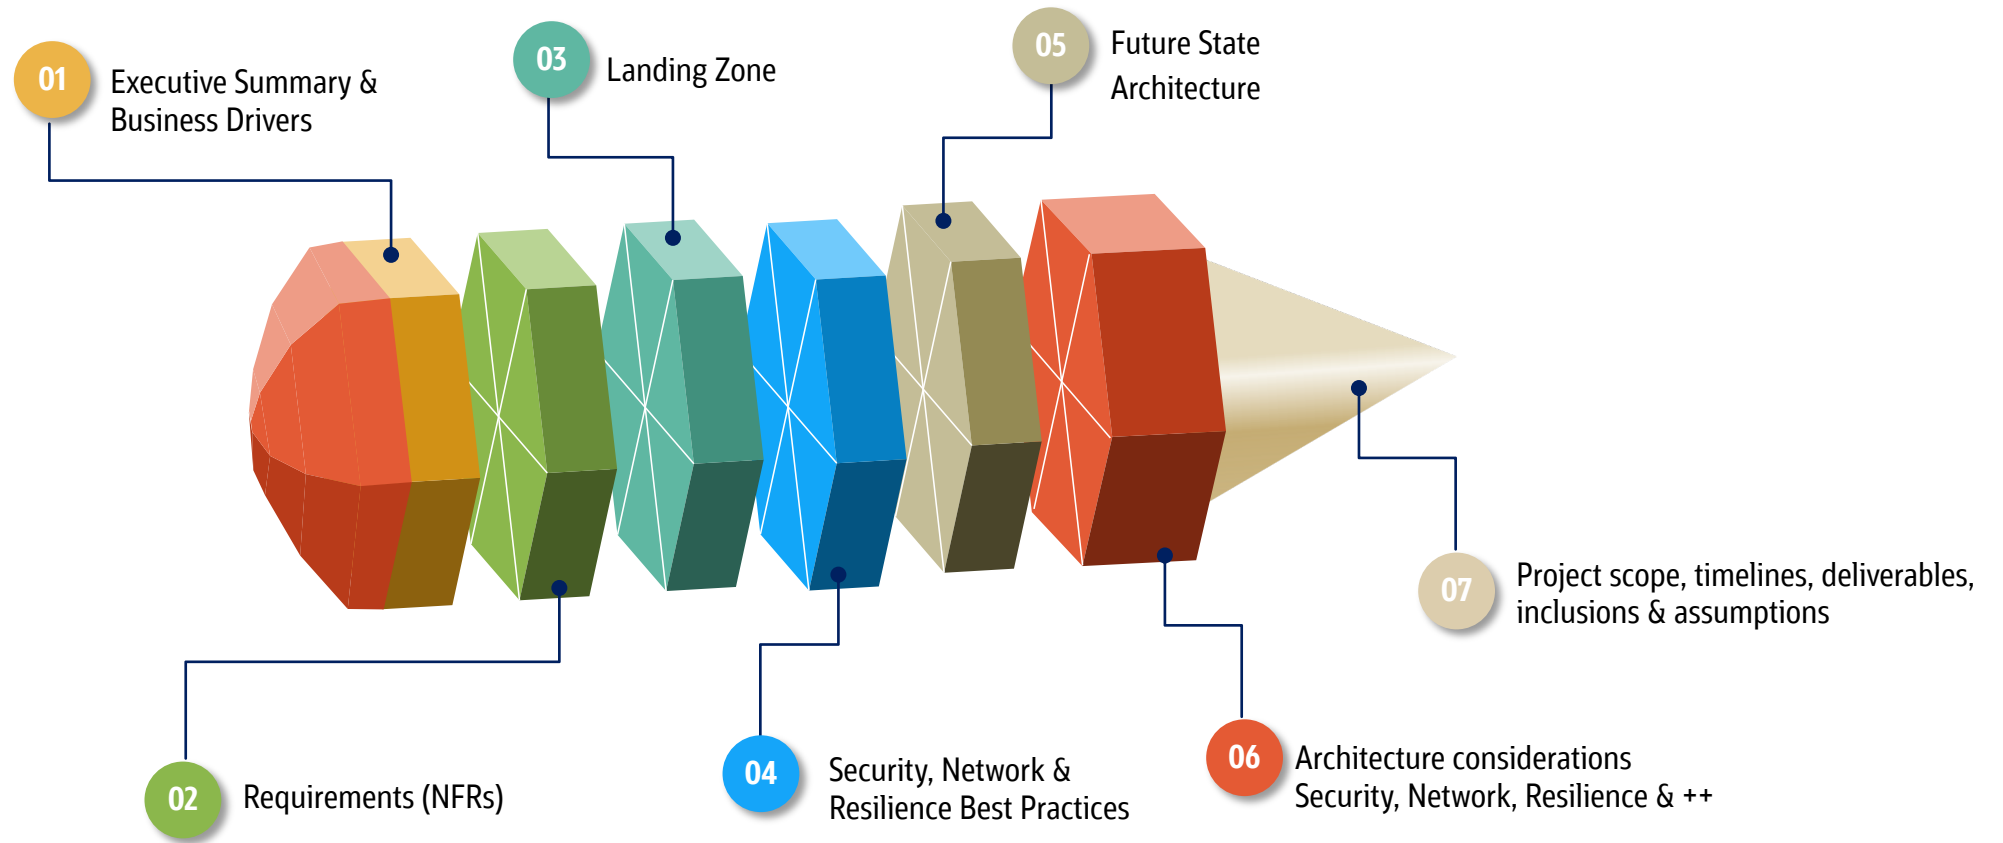 01
Executive Summary &
Business Drivers
03
Landing Zone
05
Future State
Architecture
07
Project scope, timelines, deliverables,
inclusions & assumptions
02
Requirements (NFRs)
04
Security, Network &
Resilience Best Practices
06
Architecture considerations
Security, Network, Resilience & ++